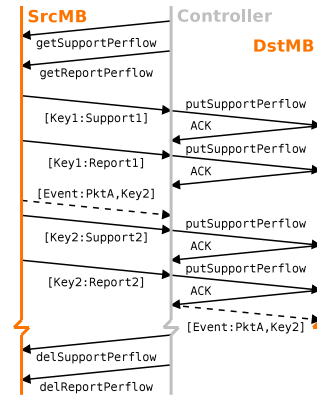 SrcMB
Controller
DstMB
getSupportPerflow
getReportPerflow
putSupportPerflow
[Key1:Support1]
ACK
putSupportPerflow
[Key1:Report1]
ACK
[Event:PktA,Key2]
putSupportPerflow
[Key2:Support2]
ACK
putSupportPerflow
[Key2:Report2]
ACK
[Event:PktA,Key2]
delSupportPerflow
delReportPerflow